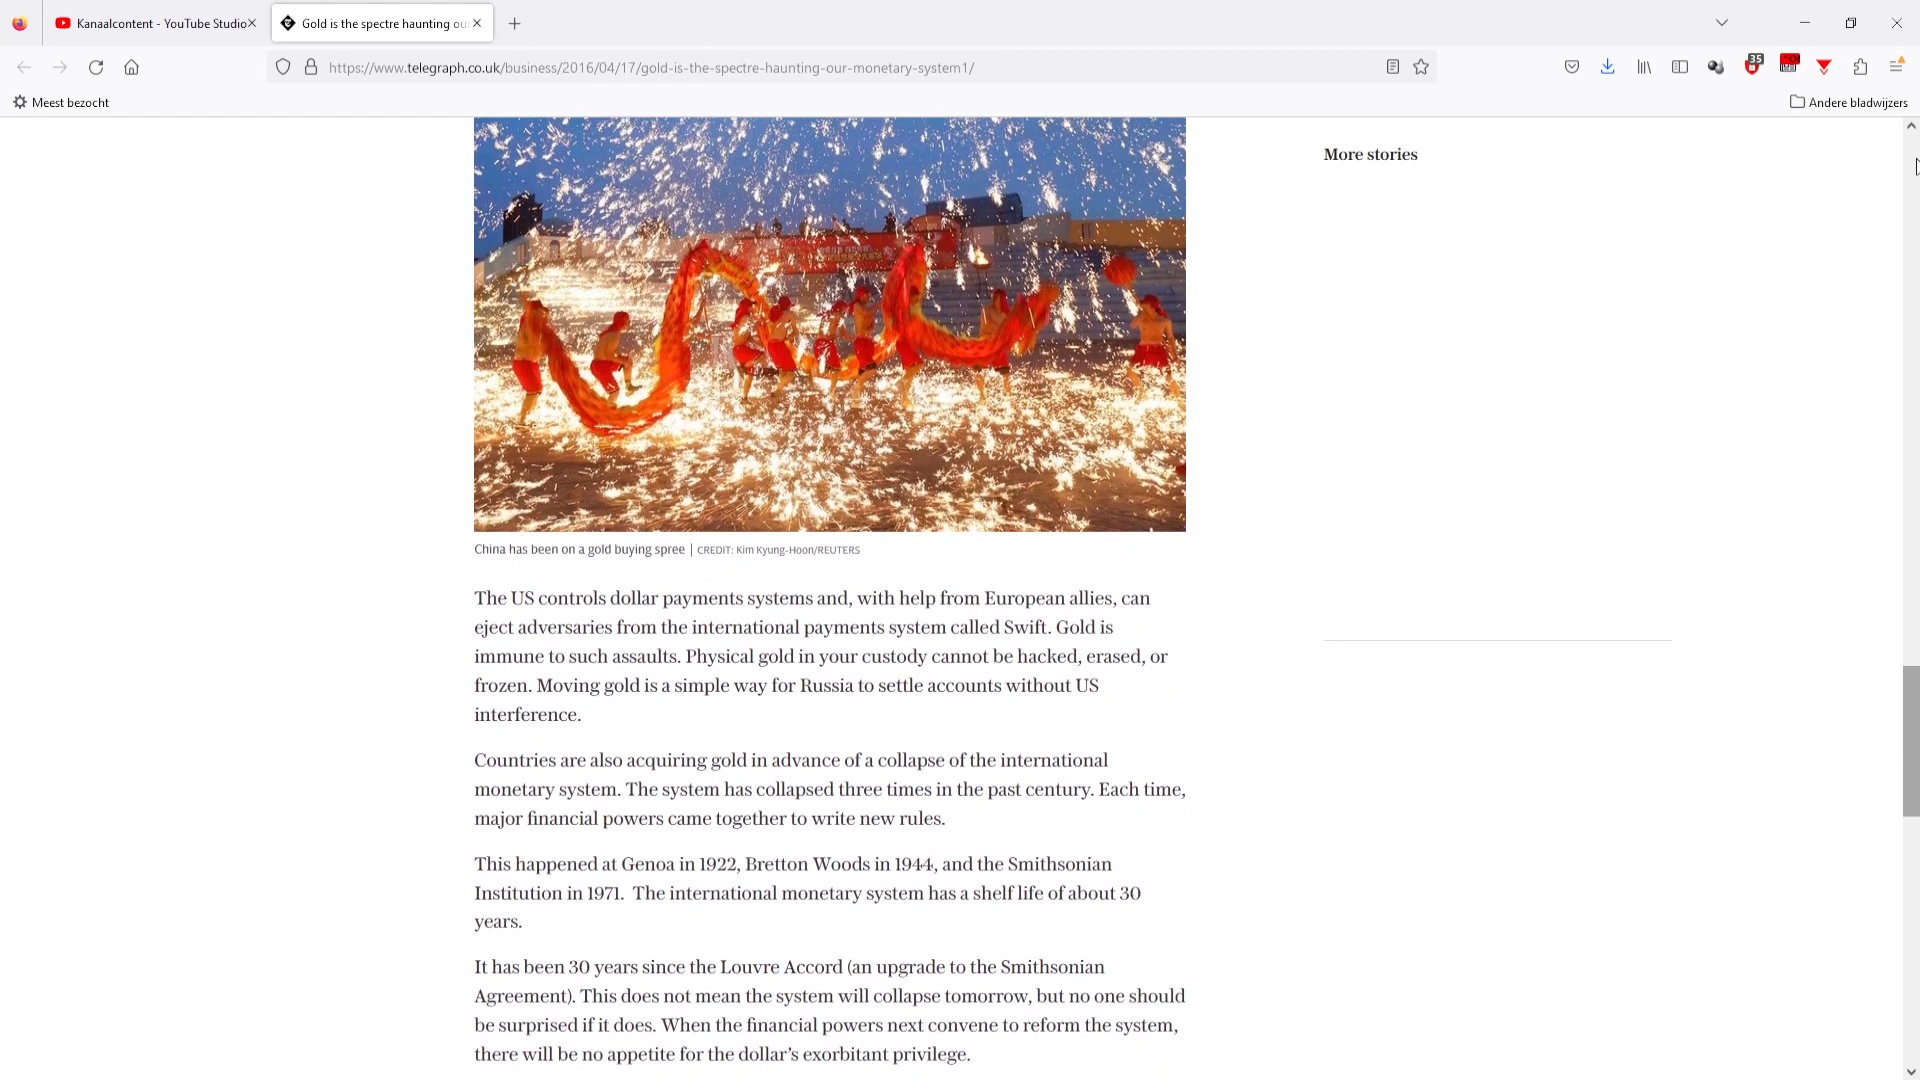 Kanaalcontent - YouTube Studio
Gold is the spectre haunting ou
https://www.telegraph.co.uk/business/2016/04/17/gold-is-the-spectre-haunting-our-monetary-system1/
35
Meest bezocht
Andere bladwijzers
More stories
China has been on a gold buying spree | CREDIT: Kim Kyung-Hoon/REUTERS
The US controls dollar payments systems and, with help from European allies, can
eject adversaries from the international payments system called Swift. Gold is
immune to such assaults. Physical gold in your custody cannot be hacked, erased, or
frozen. Moving gold is a simple way for Russia to settle accounts without US
interference.
Countries are also acquiring gold in advance of a collapse of the international
monetary system. The system has collapsed three times in the past century. Each time,
major financial powers came together to write new rules.
This happened at Genoa in 1922, Bretton Woods in 1944, and the Smithsonian
Institution in 1971.  The international monetary system has a shelf life of about 30
years.
It has been 30 years since the Louvre Accord (an upgrade to the Smithsonian
Agreement). This does not mean the system will collapse tomorrow, but no one should
be surprised if it does. When the financial powers next convene to reform the system,
there will be no appetite for the dollar’s exorbitant privilege.